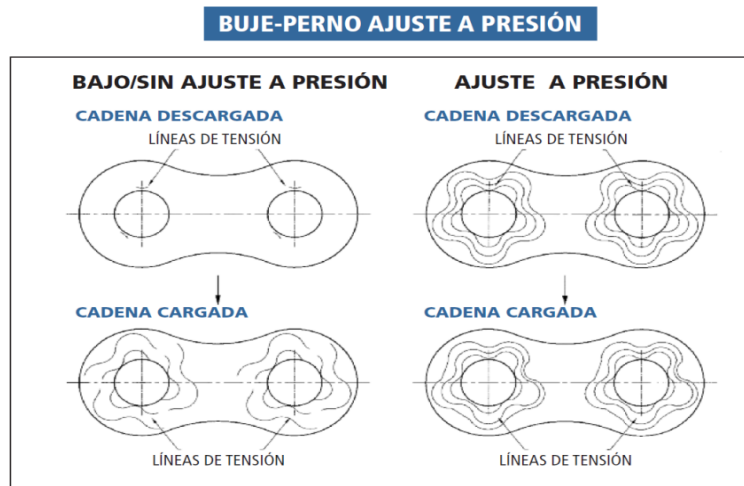 BUJE-PERNO AJUSTE A PRESIÓN
BAJO/SIN AJUSTE A PRESIÓN
CADENA DESCARGADA
LÍNEAS DE TENSIÓN
CADENA CARGADA
LÍNEAS DE TENSIÓN
AJUSTE A PRESIÓN
CADENA DESCARGADA
LÍNEAS DE TENSIÓN
CADENA CARGADA
LÍNEAS DE TENSIÓN